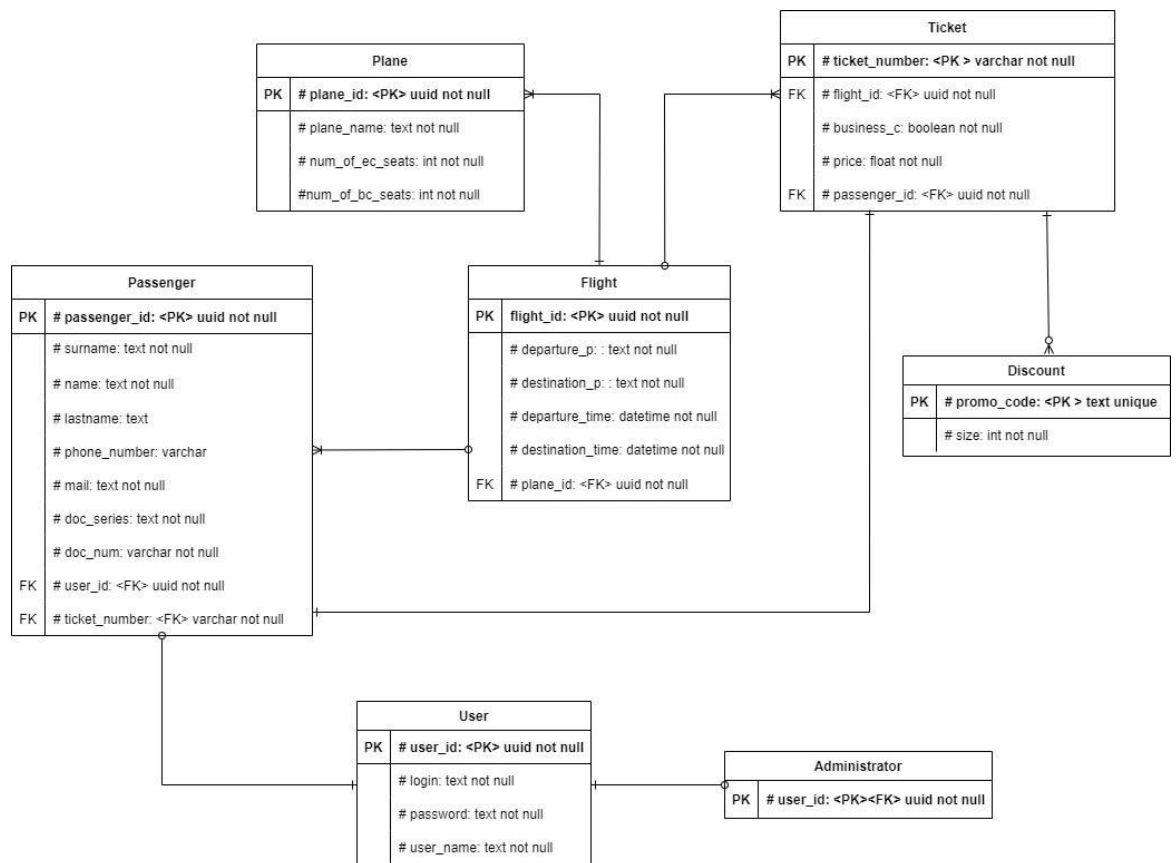 Ticket
PK # ticket_number: <PK > varchar not null
FK # flight_id: <FK> uuid not null
# business_c: boolean not null
# price: float not null
FK # passenger_id: <FK> uuid not null
Plane
PK # plane_id: <PK> uuid not null
# plane_name: text not null
# num_of_ec_seats: int not null
#num_of_bc_seats: int not null
Passenger
PK # passenger_id: <PK> uuid not null
# surname: text not null
# name: text not null
# lastname: text
# phone_number: varchar
# mail: text not null
# doc_series: text not null
# doc_num: varchar not null
FK # user_id: <FK> uuid not null
FK # ticket_number: <FK> varchar not null
Flight
PK flight_id: <PK> uuid not null
# departure_p: : text not null
# destination_p: : text not null
# departure_time: datetime not null
# destination_time: datetime not null
FK # plane_id: <FK> uuid not null
Discount
PK # promo_code: <PK > text unique
# size: int not null
User
PK # user_id: <PK> uuid not null
# login: text not null
# password: text not null
# user_name: text not null
Administrator
PK # user_id: <PK><FK> uuid not null